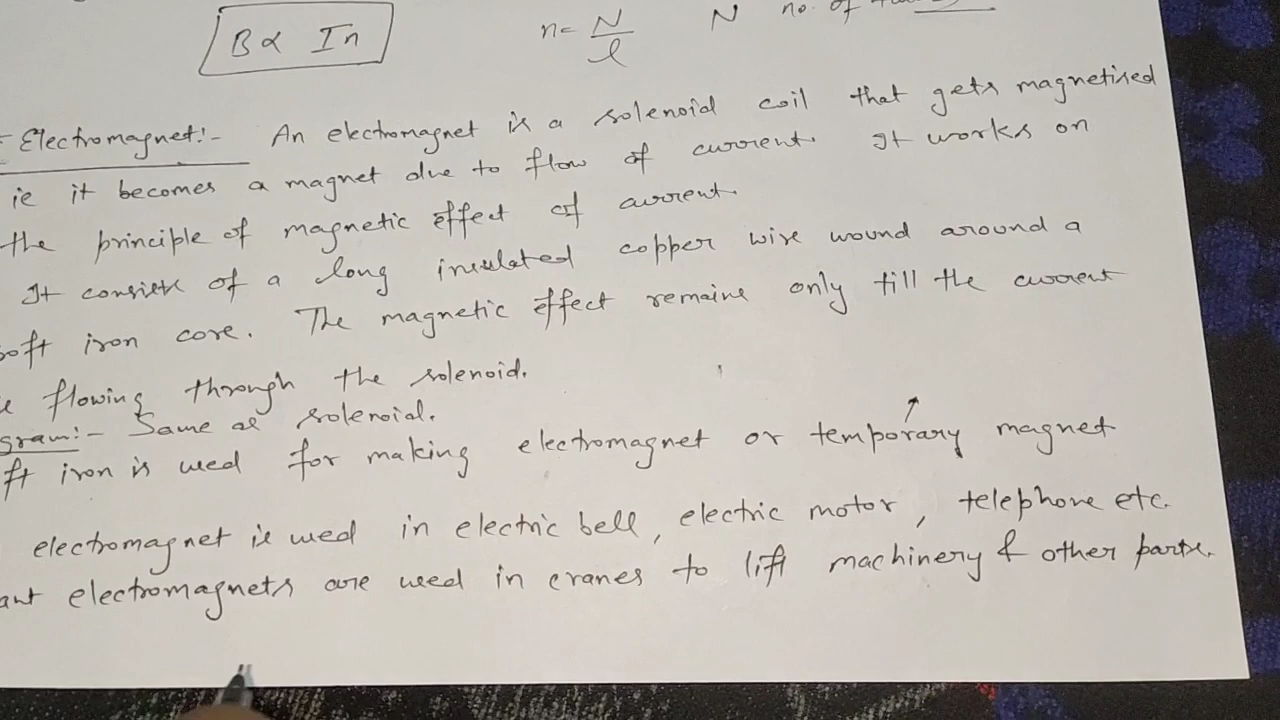 B ∝ In n = N/l N no. of
Electromagnet:- An electromagnet is a solenoid coil that gets magnetised
ie it becomes a magnet due to flow of current. It works on
the principle of magnetic effect of current.
It consists of a long insulated copper wire wound around a
soft iron core. The magnetic effect remains only till the current
flowing through the solenoid.
gram:- Same as solenoid.
ft iron is used for making electromagnet or temporary magnet
electromagnet is used in electric bell, electric motor, telephone etc.
ant electromagnets are used in cranes to lift machinery & other parts.